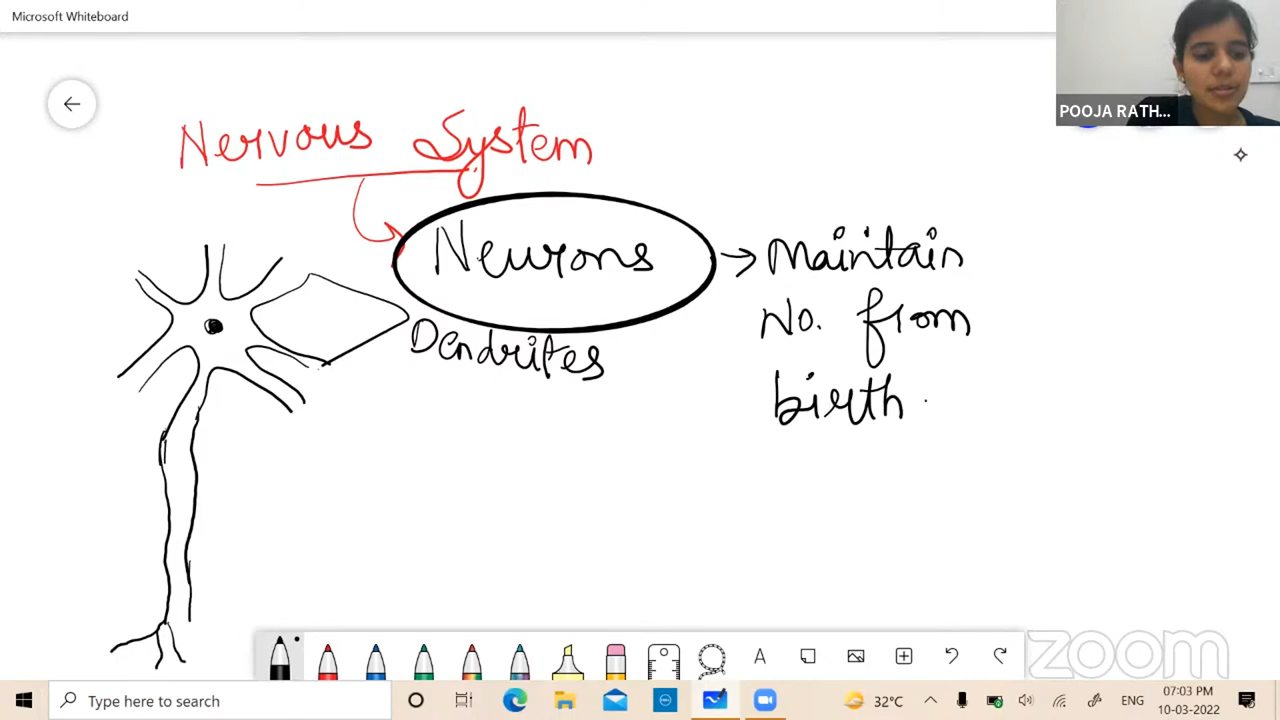 Microsoft Whiteboard
POOJA RATH...
Nervous System
Neurons
→ Maintain
No. from
birth
Dendrites
A
zoom
Type here to search
32°C
ENG
07:03 PM
10-03-2022